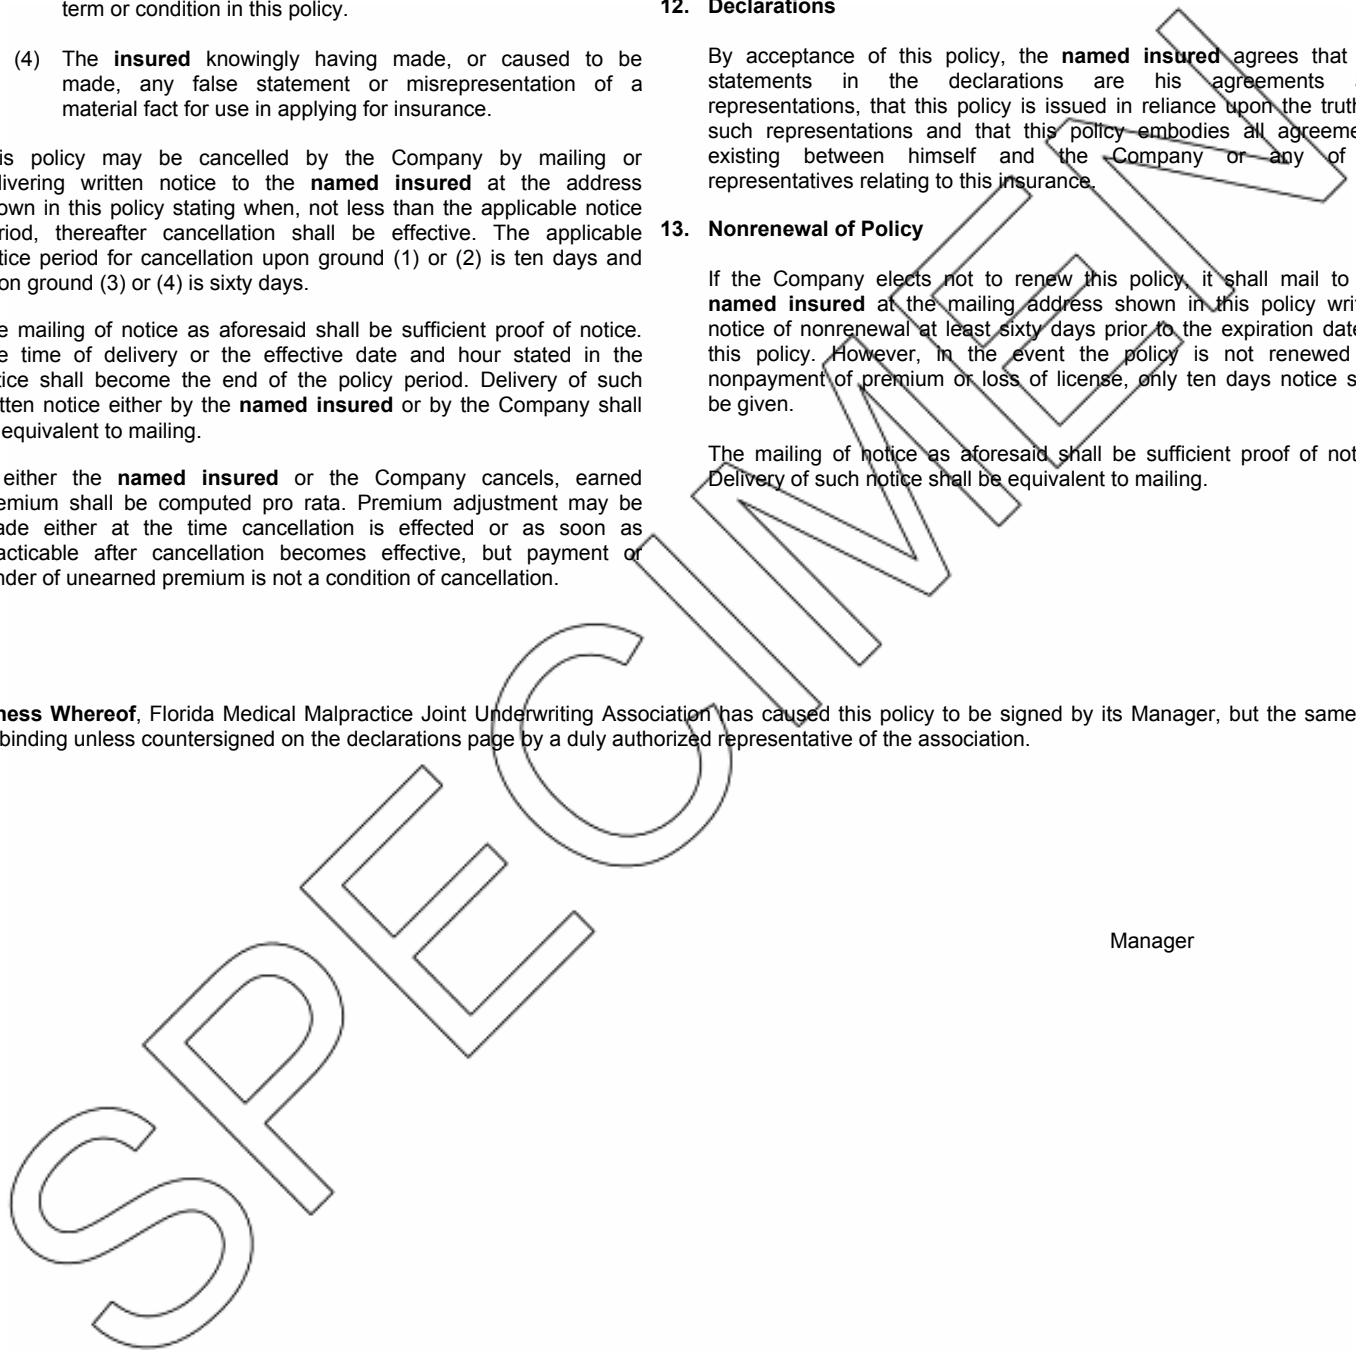 term or condition in this policy.
(4) The insured knowingly having made, or caused to be
made, any false statement or misrepresentation of a
material fact for use in applying for insurance.
is policy may be cancelled by the Company by mailing or
livering written notice to the named insured at the address
own in this policy stating when, not less than the applicable notice
riod, thereafter cancellation shall be effective. The applicable
tice period for cancellation upon ground (1) or (2) is ten days and
on ground (3) or (4) is sixty days.
e mailing of notice as aforesaid shall be sufficient proof of notice.
e time of delivery or the effective date and hour stated in the
tice shall become the end of the policy period. Delivery of such
tten notice either by the named insured or by the Company shall
equivalent to mailing.
either the named insured or the Company cancels, earned
emium shall be computed pro rata. Premium adjustment may be
ade either at the time cancellation is effected or as soon as
acticable after cancellation becomes effective, but payment or
nder of unearned premium is not a condition of cancellation.
12. Declarations
By acceptance of this policy, the named insured agrees that
statements in the declarations are his agreements
representations, that this policy is issued in reliance upon the truth
such representations and that this policy embodies all agreeme
existing between himself and the Company or any of
representatives relating to this insurance.
13. Nonrenewal of Policy
If the Company elects not to renew this policy, it shall mail to
named insured at the mailing address shown in this policy writ
notice of nonrenewal at least sixty days prior to the expiration date
this policy. However, in the event the policy is not renewed
nonpayment of premium or loss of license, only ten days notice s
be given.
The mailing of notice as aforesaid shall be sufficient proof of not
Delivery of such notice shall be equivalent to mailing.
ness Whereof, Florida Medical Malpractice Joint Underwriting Association has caused this policy to be signed by its Manager, but the same
binding unless countersigned on the declarations page by a duly authorized representative of the association.
Manager
SPECIMEN